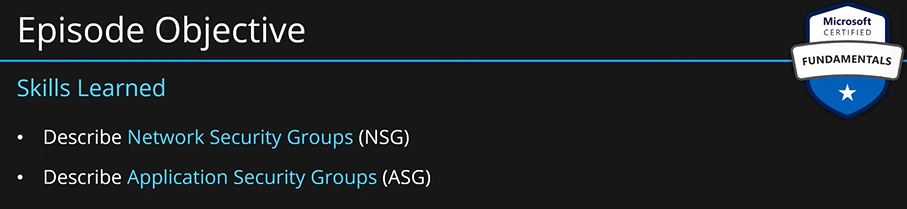 Episode Objective
Microsoft
CERTIFIED
FUNDAMENTALS
Skills Learned
• Describe Network Security Groups (NSG)
• Describe Application Security Groups (ASG)